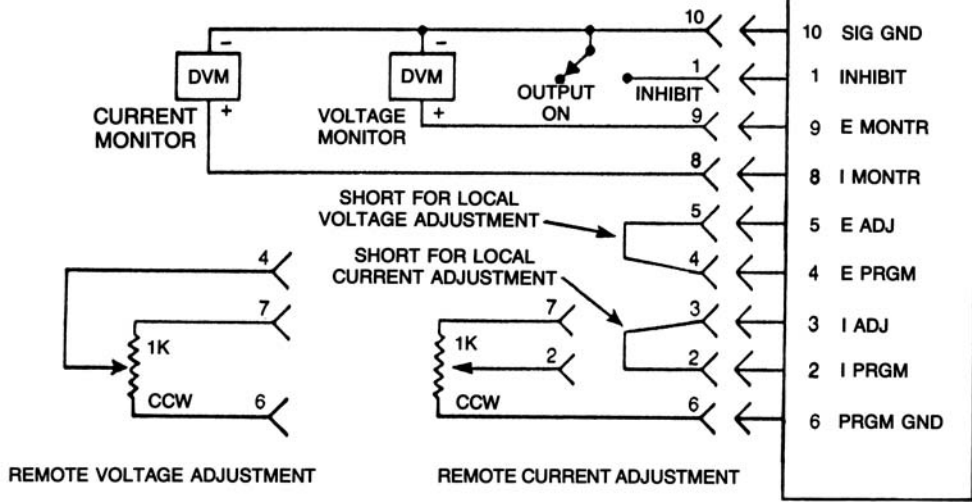 10
10 SIG GND
DVM
DVM
1
1 INHIBIT
OUTPUT
ON
INHIBIT
CURRENT
MONITOR
VOLTAGE
MONITOR
9
9 E MONTR
8
8 I MONTR
SHORT FOR LOCAL
VOLTAGE ADJUSTMENT
5
5 E ADJ
SHORT FOR LOCAL
CURRENT ADJUSTMENT
4
4 E PRGM
4
7
1K
CCW
6
7
1K
2
CCW
3
3 I ADJ
2
2 I PRGM
6
6 PRGM GND
REMOTE VOLTAGE ADJUSTMENT
REMOTE CURRENT ADJUSTMENT